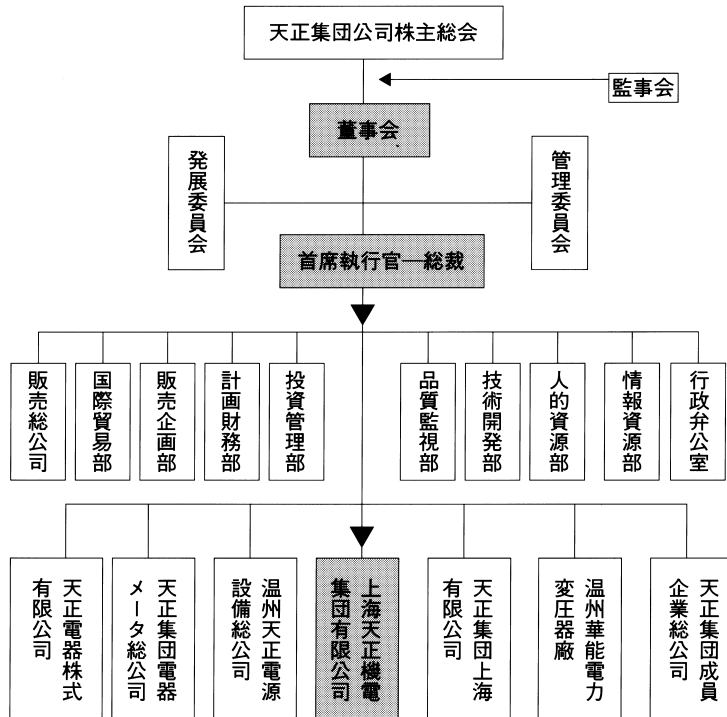 天正集団公司株主総会
監事会
董事会
発展委員会
管理委員会
首席執行官―総裁
販売総公司
国際貿易部
販売企画部
計画財務部
投資管理部
品質監視部
技術開発部
人的資源部
情報資源部
行政弁公室
天正電器株式
有限公司
天正集団電器
メータ総公司
温州天正電源
設備総公司
上海天正機電
集団有限公司
天正集団上海
有限公司
温州華能電力
変圧器廠
天正集団成員
企業総公司